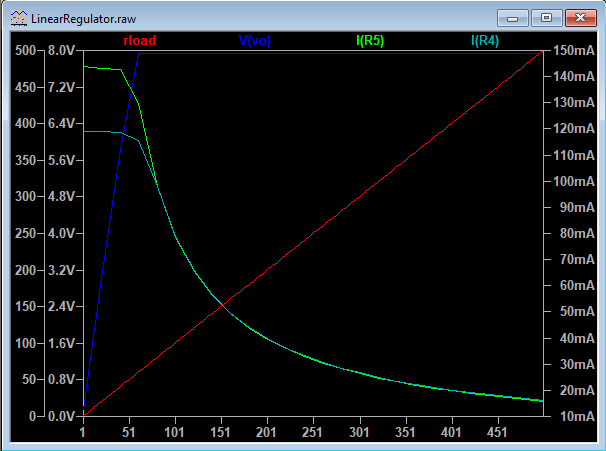 LinearRegulator.raw
rload V(vo) I(R5) I(R4)
500 8.0V 150mA
450 7.2V 140mA
130mA
400 6.4V 120mA
350 5.6V 110mA
300 4.8V 100mA
90mA
250 4.0V 80mA
200 3.2V 70mA
60mA
150 2.4V 50mA
100 1.6V 40mA
50 0.8V 30mA
20mA
0 0.0V 10mA
1 51 101 151 201 251 301 351 401 451